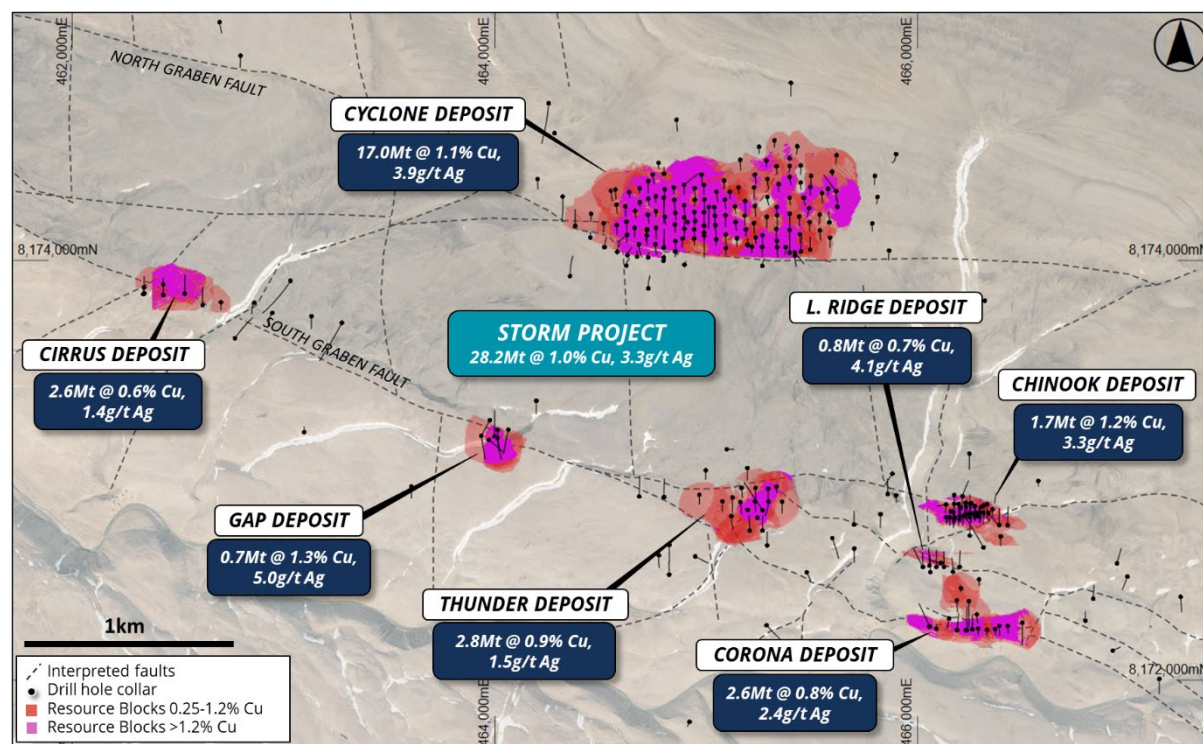 462,000mE
464,000mE
466,000mE
NORTH GRABEN FAULT
CYCLONE DEPOSIT
17.0Mt @ 1.1% Cu,
3.9g/t Ag
8,174,000mN
8,174,000mN
SOUTH GRABEN FAULT
STORM PROJECT
28.2Mt @ 1.0% Cu, 3.3g/t Ag
L. RIDGE DEPOSIT
0.8Mt @ 0.7% Cu,
4.1g/t Ag
CIRRUS DEPOSIT
2.6Mt @ 0.6% Cu,
1.4g/t Ag
CHINOOK DEPOSIT
1.7Mt @ 1.2% Cu,
3.3g/t Ag
GAP DEPOSIT
0.7Mt @ 1.3% Cu,
5.0g/t Ag
THUNDER DEPOSIT
2.8Mt @ 0.9% Cu,
1.5g/t Ag
CORONA DEPOSIT
2.6Mt @ 0.8% Cu,
2.4g/t Ag
8,172,000mN
1km
Interpreted faults
Drill hole collar
Resource Blocks 0.25-1.2% Cu
Resource Blocks >1.2% Cu
464,000mE
466,000mE